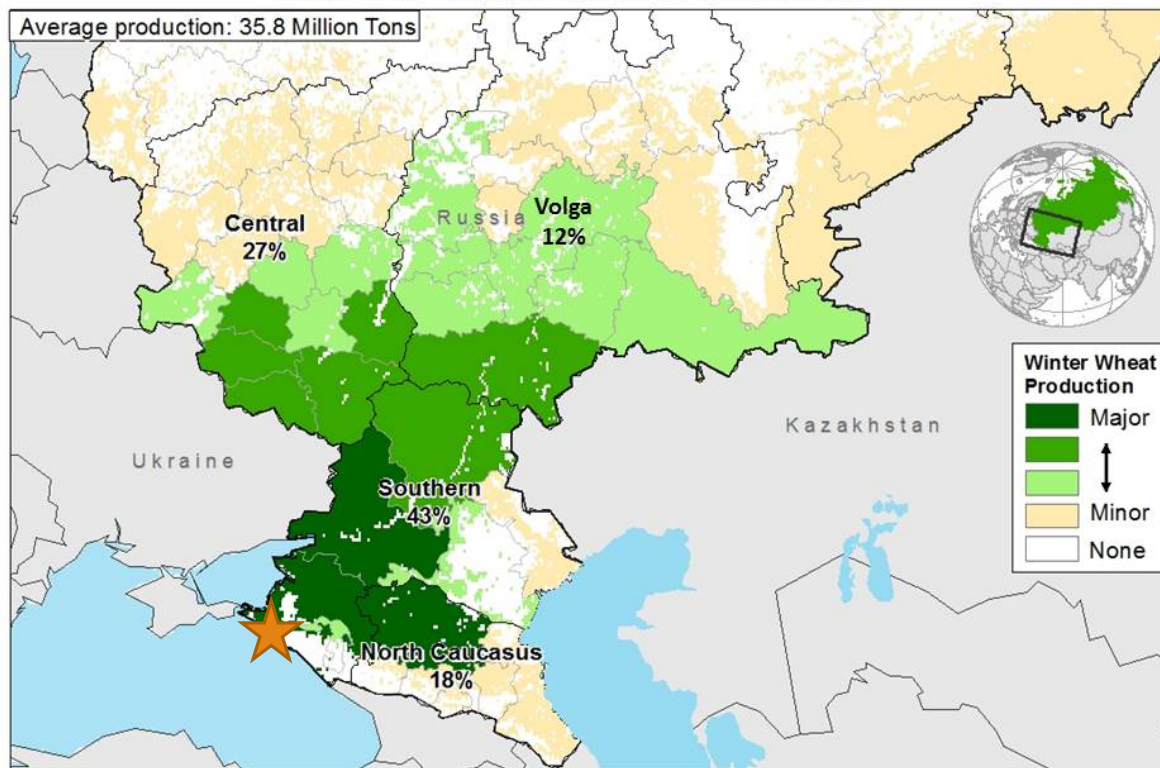 Average production: 35.8 Million Tons
Central
27%
Russia
Volga
12%
Winter Wheat
Production
Major
Minor
None
Kazakhstan
Ukraine
Southern
43%
North Caucasus
18%